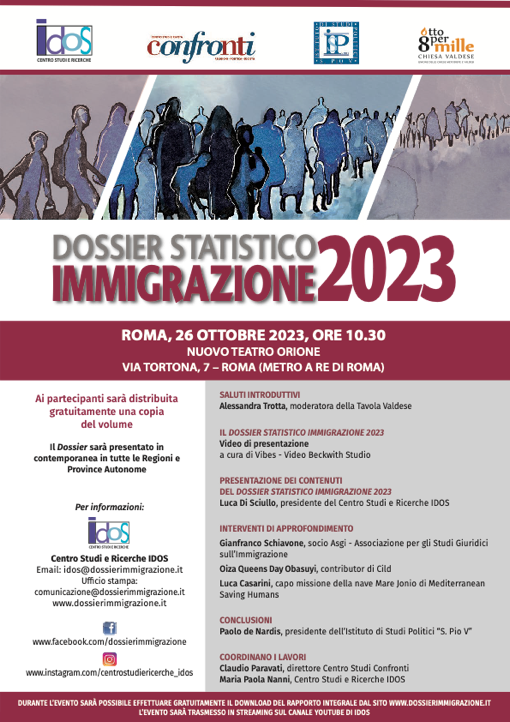 idos
CENTRO STUDI E RICERCHE
confronti
CENTRO DI STUDI POLITICI
S. PIO V
8 otto
per
mille
CHIESA VALDESE
DOSSIER STATISTICO
IMMIGRAZIONE 2023
ROMA, 26 OTTOBRE 2023, ORE 10.30
NUOVO TEATRO ORIONE
VIA TORTONA, 7 – ROMA (METRO A RE DI ROMA)
Ai partecipanti sarà distribuita
gratuitamente una copia
del volume
Il Dossier sarà presentato in
contemporanea in tutte le Regioni e
Province Autonome
Per informazioni:
idos
CENTRO STUDI E RICERCHE
Centro Studi e Ricerche IDOS
Email: idos@dossierimmigrazione.it
Ufficio stampa:
comunicazione@dossierimmigrazione.it
www.dossierimmigrazione.it
www.facebook.com/dossierimmigrazione
www.instagram.com/centrostudiericerche_idos
SALUTI INTRODUTTIVI
Alessandra Trotta, moderatora della Tavola Valdese
IL DOSSIER STATISTICO IMMIGRAZIONE 2023
Video di presentazione
a cura di Vibes - Video Beckwith Studio
PRESENTAZIONE DEI CONTENUTI
DEL DOSSIER STATISTICO IMMIGRAZIONE 2023
Luca Di Sciullo, presidente del Centro Studi e Ricerche IDOS
INTERVENTI DI APPROFONDIMENTO
Gianfranco Schiavone, socio Asgi - Associazione per gli Studi Giuridici
sull'Immigrazione
Oiza Queens Day Obasuyi, contributor di Cild
Luca Casarini, capo missione della nave Mare Jonio di Mediterranean
Saving Humans
CONCLUSIONI
Paolo de Nardis, presidente dell'Istituto di Studi Politici "S. Pio V"
COORDINANO I LAVORI
Claudio Paravati, direttore Centro Studi Confronti
Maria Paola Nanni, Centro Studi e Ricerche IDOS
DURANTE L'EVENTO SARÀ POSSIBILE EFFETTUARE GRATUITAMENTE IL DOWNLOAD DEL RAPPORTO INTEGRALE DAL SITO WWW.DOSSIERIMMIGRAZIONE.IT
L'EVENTO SARÀ TRASMESSO IN STREAMING SUL CANALE YOUTUBE DI IDOS